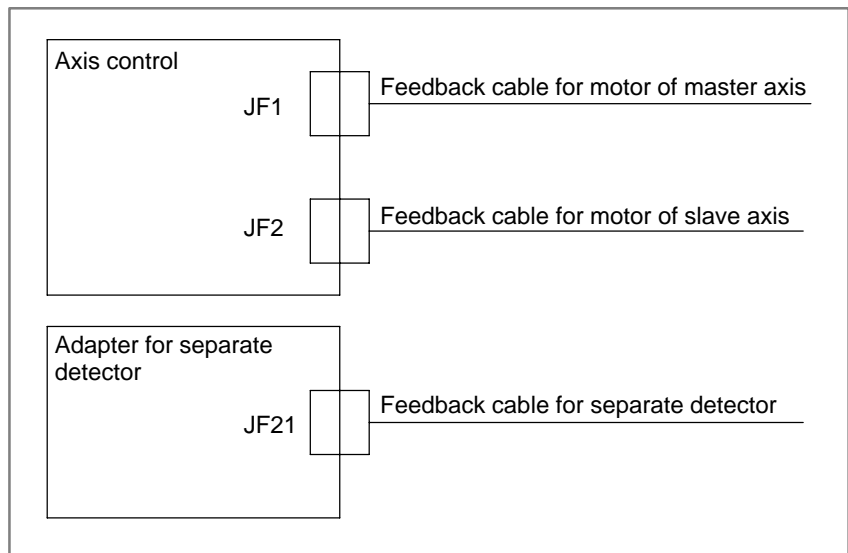 Axis control
JF1
Feedback cable for motor of master axis
JF2
Feedback cable for motor of slave axis
Adapter for separate
detector
JF21
Feedback cable for separate detector